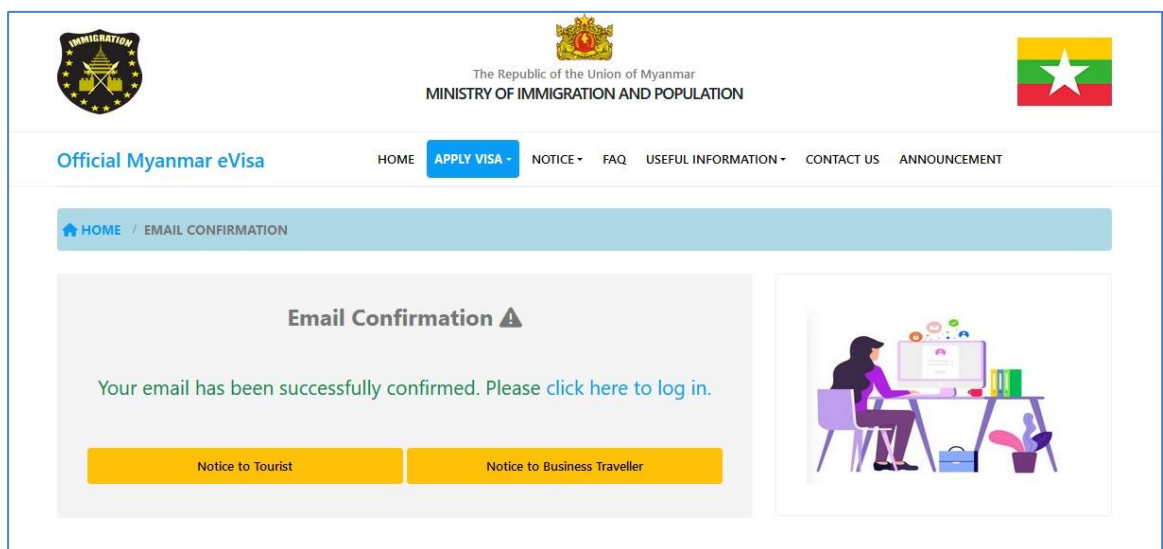 IMMIGRATION
The Republic of the Union of Myanmar
MINISTRY OF IMMIGRATION AND POPULATION
Official Myanmar eVisa
HOME APPLY VISA NOTICE FAQ USEFUL INFORMATION CONTACT US ANNOUNCEMENT
HOME / EMAIL CONFIRMATION
Email Confirmation
Your email has been successfully confirmed. Please click here to log in.
Notice to Tourist Notice to Business Traveller